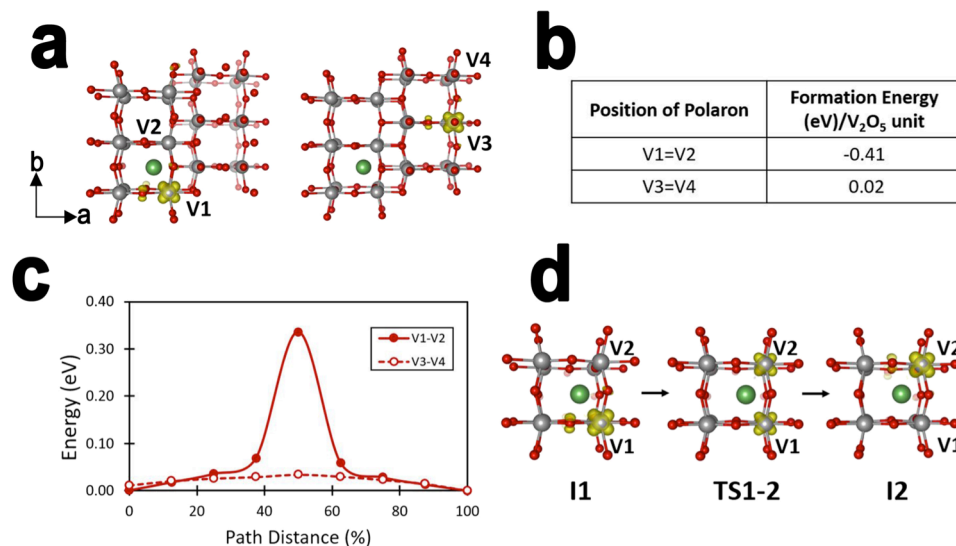 a
V4
V2
V3
V1
b
a
b
Position of Polaron
Formation Energy
(eV)/V₂O₅ unit
V1=V2
-0.41
V3=V4
0.02
c
Energy (eV)
0.40
0.30
0.20
0.10
0.00
0
20
40
60
80
100
Path Distance (%)
V1-V2
V3-V4
d
V2
V1
I1
V2
V1
TS1-2
V2
V1
I2